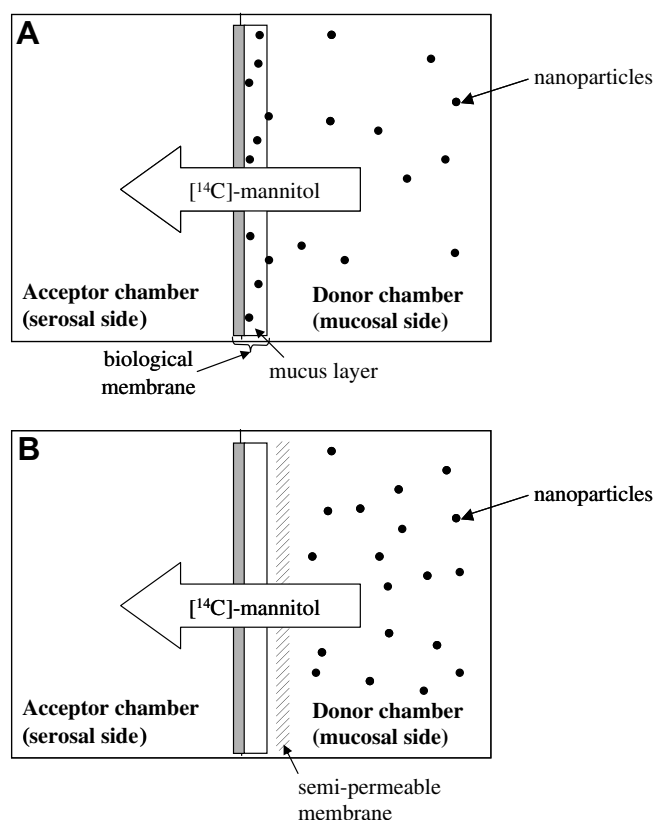 A
nanoparticles
[¹⁴C]-mannitol
Acceptor chamber
(serosal side)
Donor chamber
(mucosal side)
biological
membrane
mucus layer
B
nanoparticles
[¹⁴C]-mannitol
Acceptor chamber
(serosal side)
Donor chamber
(mucosal side)
semi-permeable
membrane